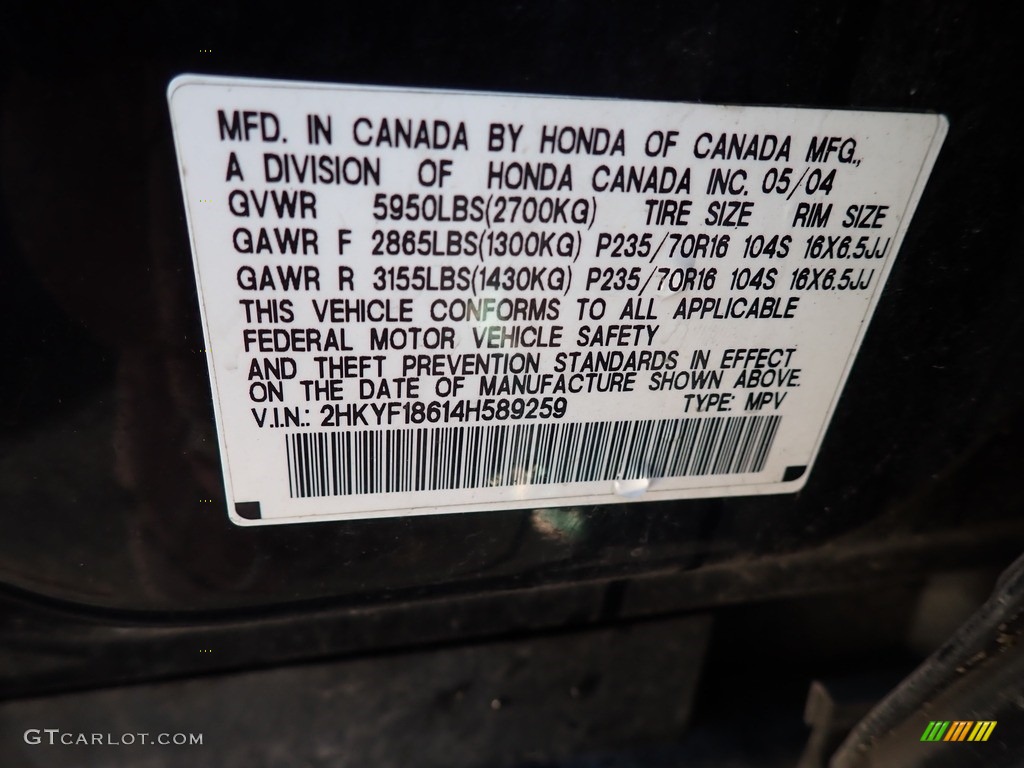 MFD. IN CANADA BY HONDA OF CANADA MFG.,
A DIVISION OF HONDA CANADA INC. 05/04
GVWR 5950LBS(2700KG) TIRE SIZE RIM SIZE
GAWR F 2865LBS(1300KG) P235/70R16 104S 16X6.5JJ
GAWR R 3155LBS(1430KG) P235/70R16 104S 16X6.5JJ
THIS VEHICLE CONFORMS TO ALL APPLICABLE
FEDERAL MOTOR VEHICLE SAFETY
AND THEFT PREVENTION STANDARDS IN EFFECT
ON THE DATE OF MANUFACTURE SHOWN ABOVE.
V.I.N.: 2HKYF18614H589259 TYPE: MPV
GTCARLOT.COM